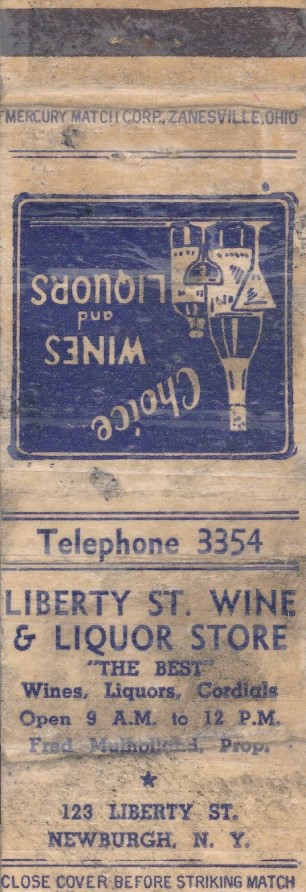 MERCURY MATCH CORP., ZANESVILLE, OHIO
Choice
WINES
and
LIQUORS
Telephone 3354
LIBERTY ST. WINE
& LIQUOR STORE
"THE BEST"
Wines, Liquors, Cordials
Open 9 A.M. to 12 P.M.
Fred Mulholland, Prop.
123 LIBERTY ST.
NEWBURGH, N. Y.
CLOSE COVER BEFORE STRIKING MATCH